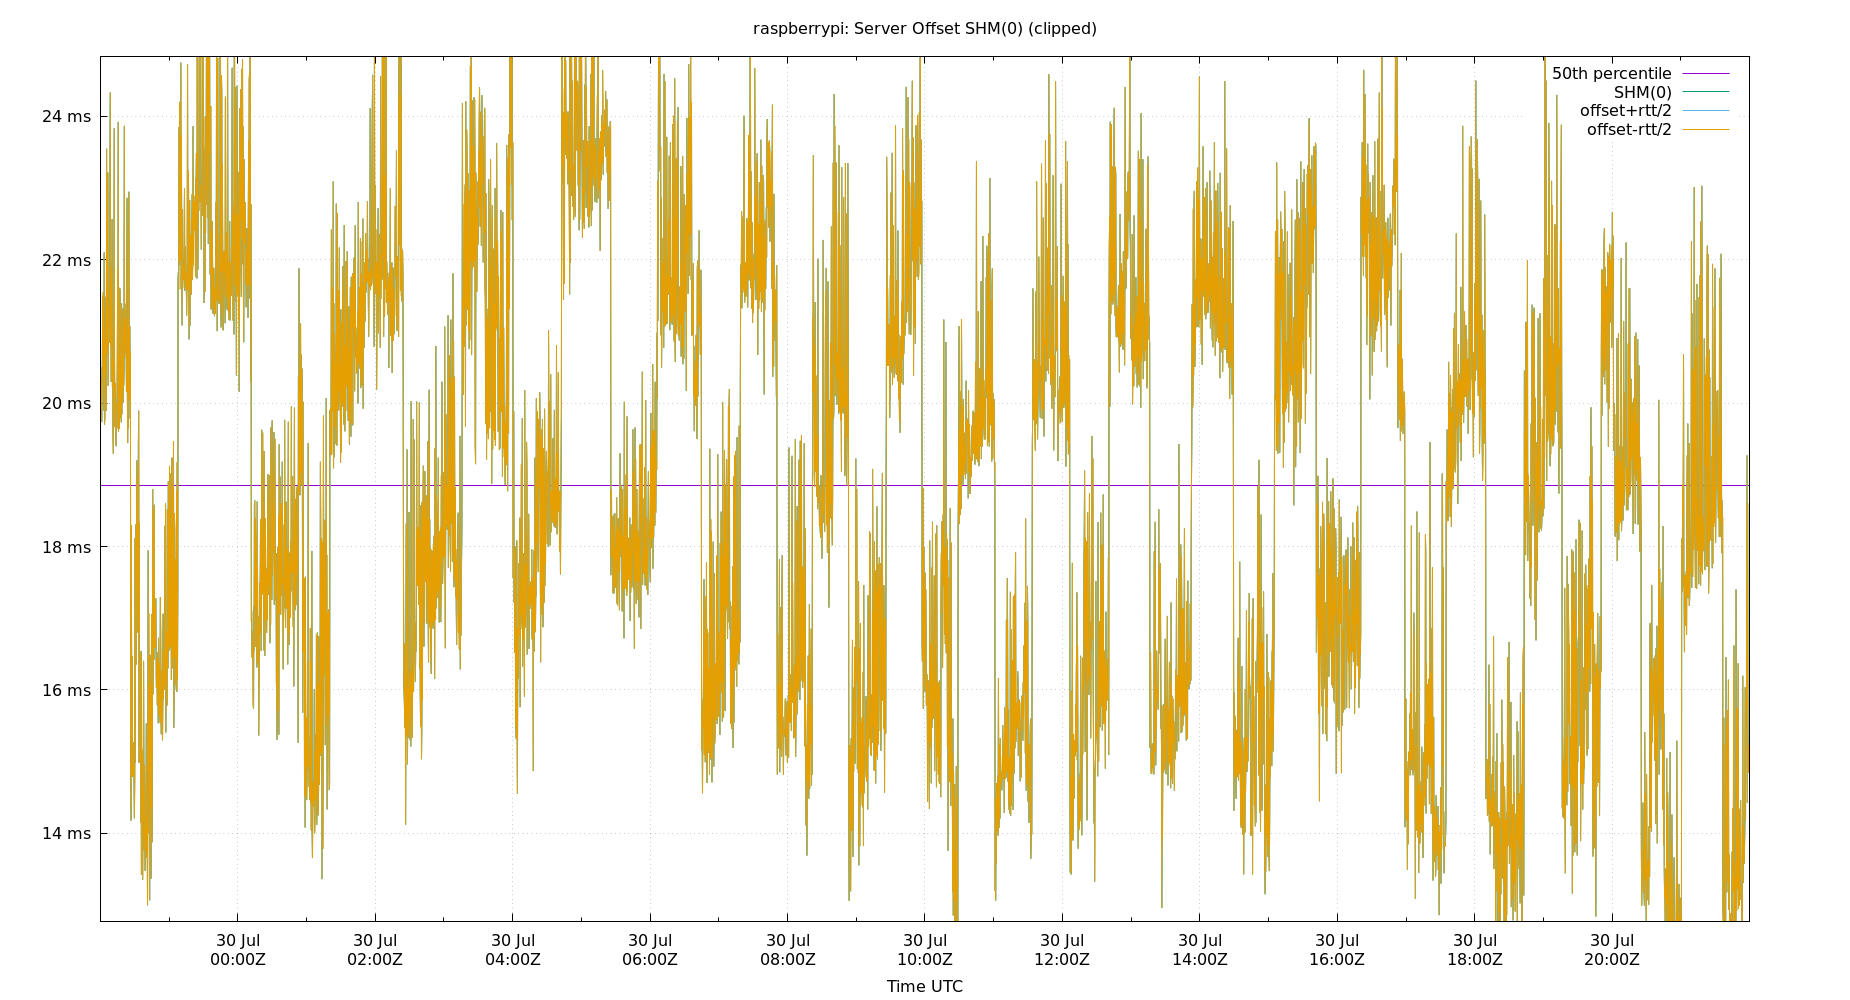 raspberrypi: Server Offset SHM(0) (clipped)
50th percentile
SHM(0)
offset+rtt/2
offset-rtt/2
24 ms
22 ms
20 ms
18 ms
16 ms
14 ms
30 Jul 30 Jul 30 Jul 30 Jul 30 Jul 30 Jul 30 Jul 30 Jul 30 Jul 30 Jul 30 Jul
00:00Z 02:00Z 04:00Z 06:00Z 08:00Z 10:00Z 12:00Z 14:00Z 16:00Z 18:00Z 20:00Z
Time UTC